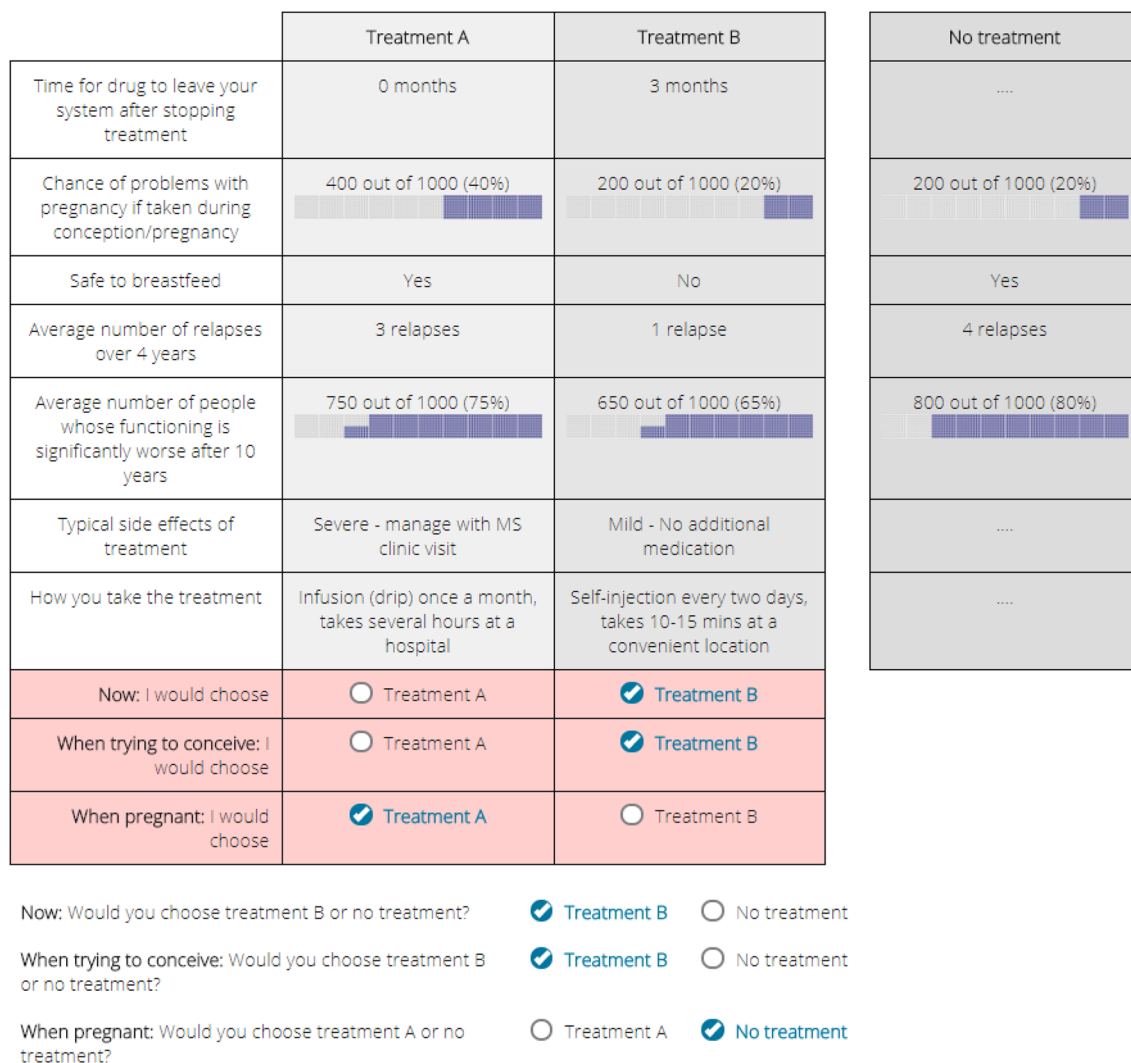 Treatment A
Treatment B
No treatment
Time for drug to leave your
system after stopping
treatment
0 months
3 months
....
Chance of problems with
pregnancy if taken during
conception/pregnancy
400 out of 1000 (40%)
200 out of 1000 (20%)
200 out of 1000 (20%)
Safe to breastfeed
Yes
No
Yes
Average number of relapses
over 4 years
3 relapses
1 relapse
4 relapses
Average number of people
whose functioning is
significantly worse after 10
years
750 out of 1000 (75%)
650 out of 1000 (65%)
800 out of 1000 (80%)
Typical side effects of
treatment
Severe - manage with MS
clinic visit
Mild - No additional
medication
....
How you take the treatment
Infusion (drip) once a month,
takes several hours at a
hospital
Self-injection every two days,
takes 10-15 mins at a
convenient location
....
Now: I would choose
Treatment A
Treatment B
When trying to conceive: I
would choose
Treatment A
Treatment B
When pregnant: I would
choose
Treatment A
Treatment B
Now: Would you choose treatment B or no treatment?
Treatment B
No treatment
When trying to conceive: Would you choose treatment B
or no treatment?
Treatment B
No treatment
When pregnant: Would you choose treatment A or no
treatment?
Treatment A
No treatment